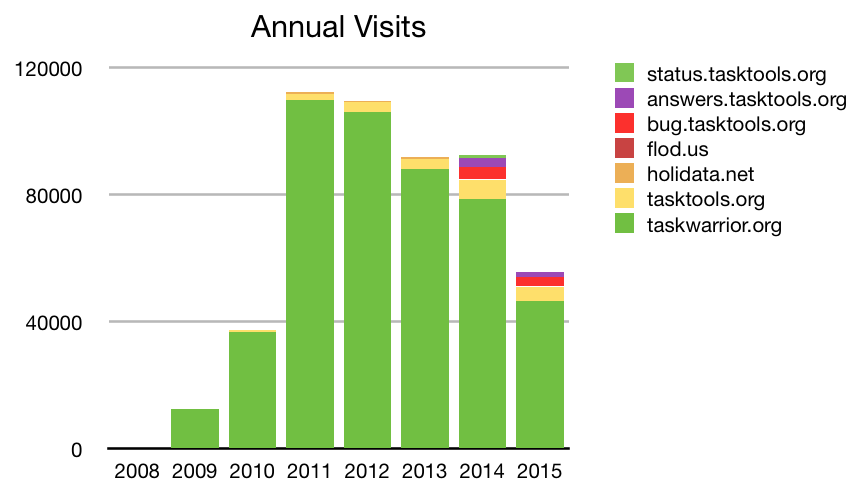 Annual Visits
120000
80000
40000
0
2008 2009 2010 2011 2012 2013 2014 2015
status.tasktools.org
answers.tasktools.org
bug.tasktools.org
flod.us
holidata.net
tasktools.org
taskwarrior.org